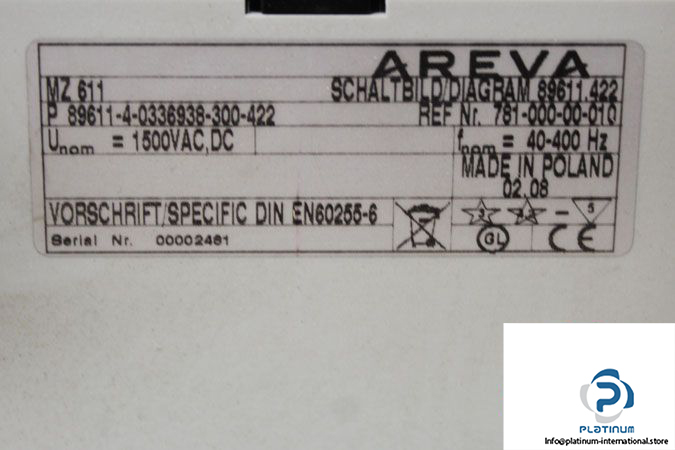 AREVA
MZ 611 SCHALTBILD/DIAGRAM 89611.422
P 89611-4-0336938-300-422 REF Nr. 781-000-00-010
Unom = 1500VAC,DC fnom = 40-400 Hz
MADE IN POLAND
02.08
VORSCHRIFT/SPECIFIC DIN EN60255-6
Serial Nr. 00002461
GL CE
PLATINUM
Info@platinum-international.store